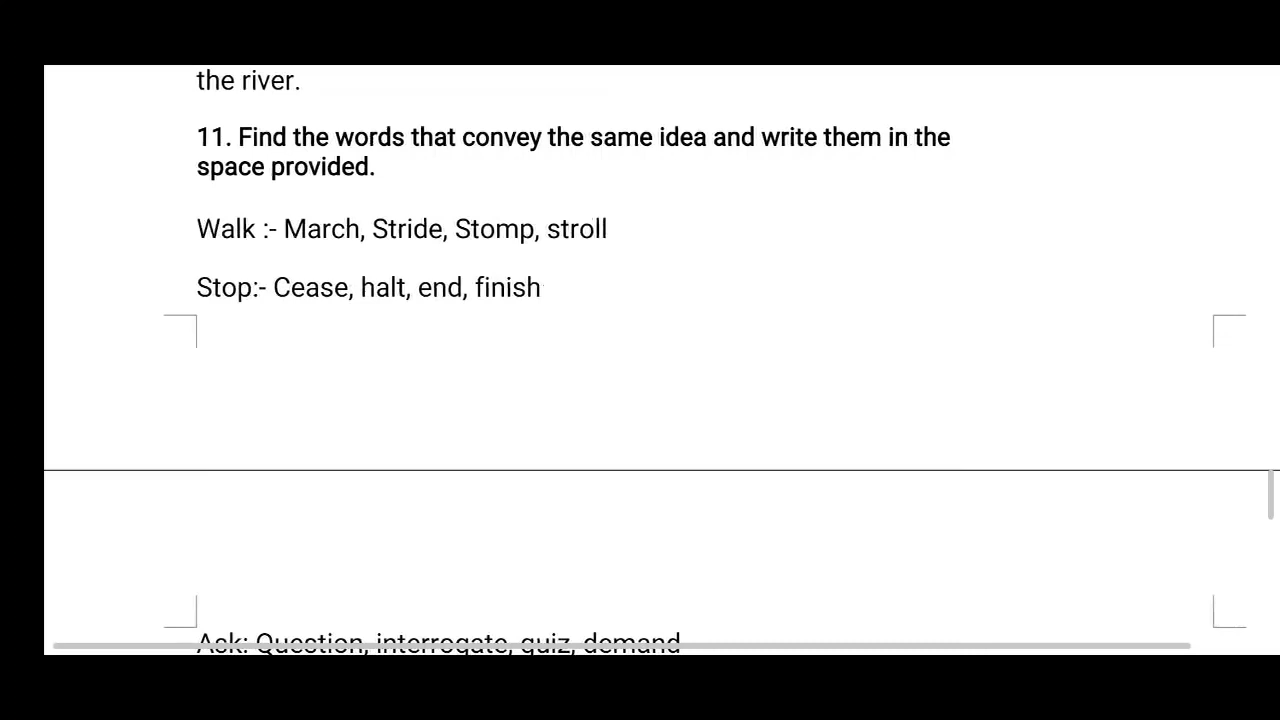 the river.
11. Find the words that convey the same idea and write them in the
space provided.
Walk :- March, Stride, Stomp, stroll
Stop:- Cease, halt, end, finish
Ask: Question, interrogate, quiz, demand